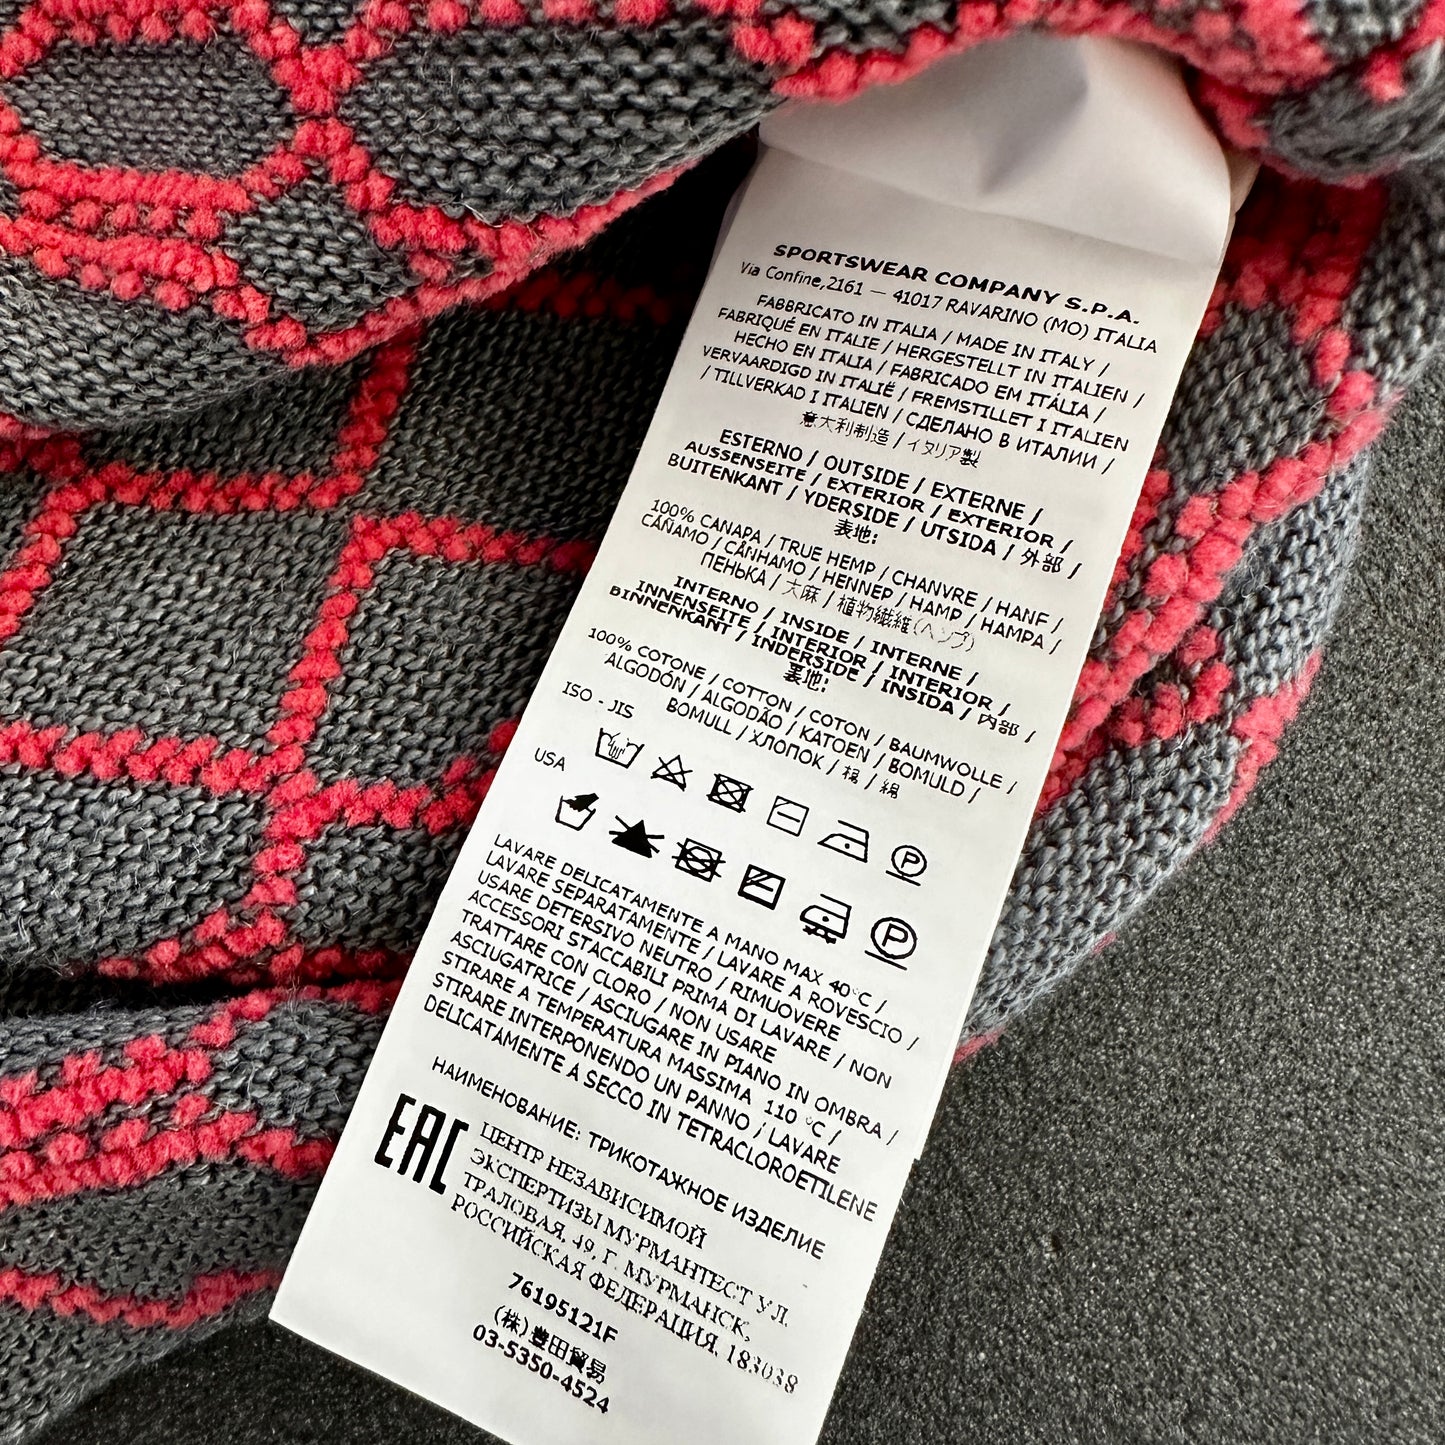 SPORTSWEAR COMPANY S.P.A.
Via Confine,2161 — 41017 RAVARINO (MO) ITALIA
FABBRICATO IN ITALIA / MADE IN ITALY /
FABRIQUÉ EN ITALIE / HERGESTELLT IN ITALIEN /
HECHO EN ITALIA / FABRICADO EM ITÁLIA /
VERVAARDIGD IN ITALIË / FREMSTILLET I ITALIEN
/ TILLVERKAD I ITALIEN / СДЕЛАНО В ИТАЛИИ /
意大利制造 / イタリア製
ESTERNO / OUTSIDE / EXTERNE /
AUSSENSEITE / EXTERIOR / EXTERIOR /
BUITENKANT / YDERSIDE / UTSIDA / 外部 /
表地:
100% CANAPA / TRUE HEMP / CHANVRE / HANF /
CÁÑAMO / CÂNHAMO / HENNEP / HAMP / HAMPA /
ПЕНЬКА / 大麻 / 植物繊維(ヘンプ)
INTERNO / INSIDE / INTERNE /
INNENSEITE / INTERIOR / INTERIOR /
BINNENKANT / INDERSIDE / INSIDA / 内部 /
裏地:
100% COTONE / COTTON / COTON / BAUMWOLLE /
ALGODÓN / ALGODÃO / KATOEN / BOMULD /
BOMULL / ХЛОПОК / 棉 / 綿
ISO - JIS
USA
P
P
LAVARE DELICATAMENTE A MANO MAX 40°C /
LAVARE SEPARATAMENTE / LAVARE A ROVESCIO /
USARE DETERSIVO NEUTRO / RIMUOVERE
ACCESSORI STACCABILI PRIMA DI LAVARE / NON
TRATTARE CON CLORO / NON USARE
ASCIUGATRICE / ASCIUGARE IN PIANO IN OMBRA /
STIRARE A TEMPERATURA MASSIMA 110 °C /
STIRARE INTERPONENDO UN PANNO / LAVARE
DELICATAMENTE A SECCO IN TETRACLOROETILENE
НАИМЕНОВАНИЕ: ТРИКОТАЖНОЕ ИЗДЕЛИЕ
EAC
ЦЕНТР НЕЗАВИСИМОЙ
ЭКСПЕРТИЗЫ МУРМАНТЕСТ УЛ.
ТРАЛОВАЯ, 49, Г. МУРМАНСК,
РОССИЙСКАЯ ФЕДЕРАЦИЯ, 183038
76195121F
(株)豊田貿易
03-5350-4524